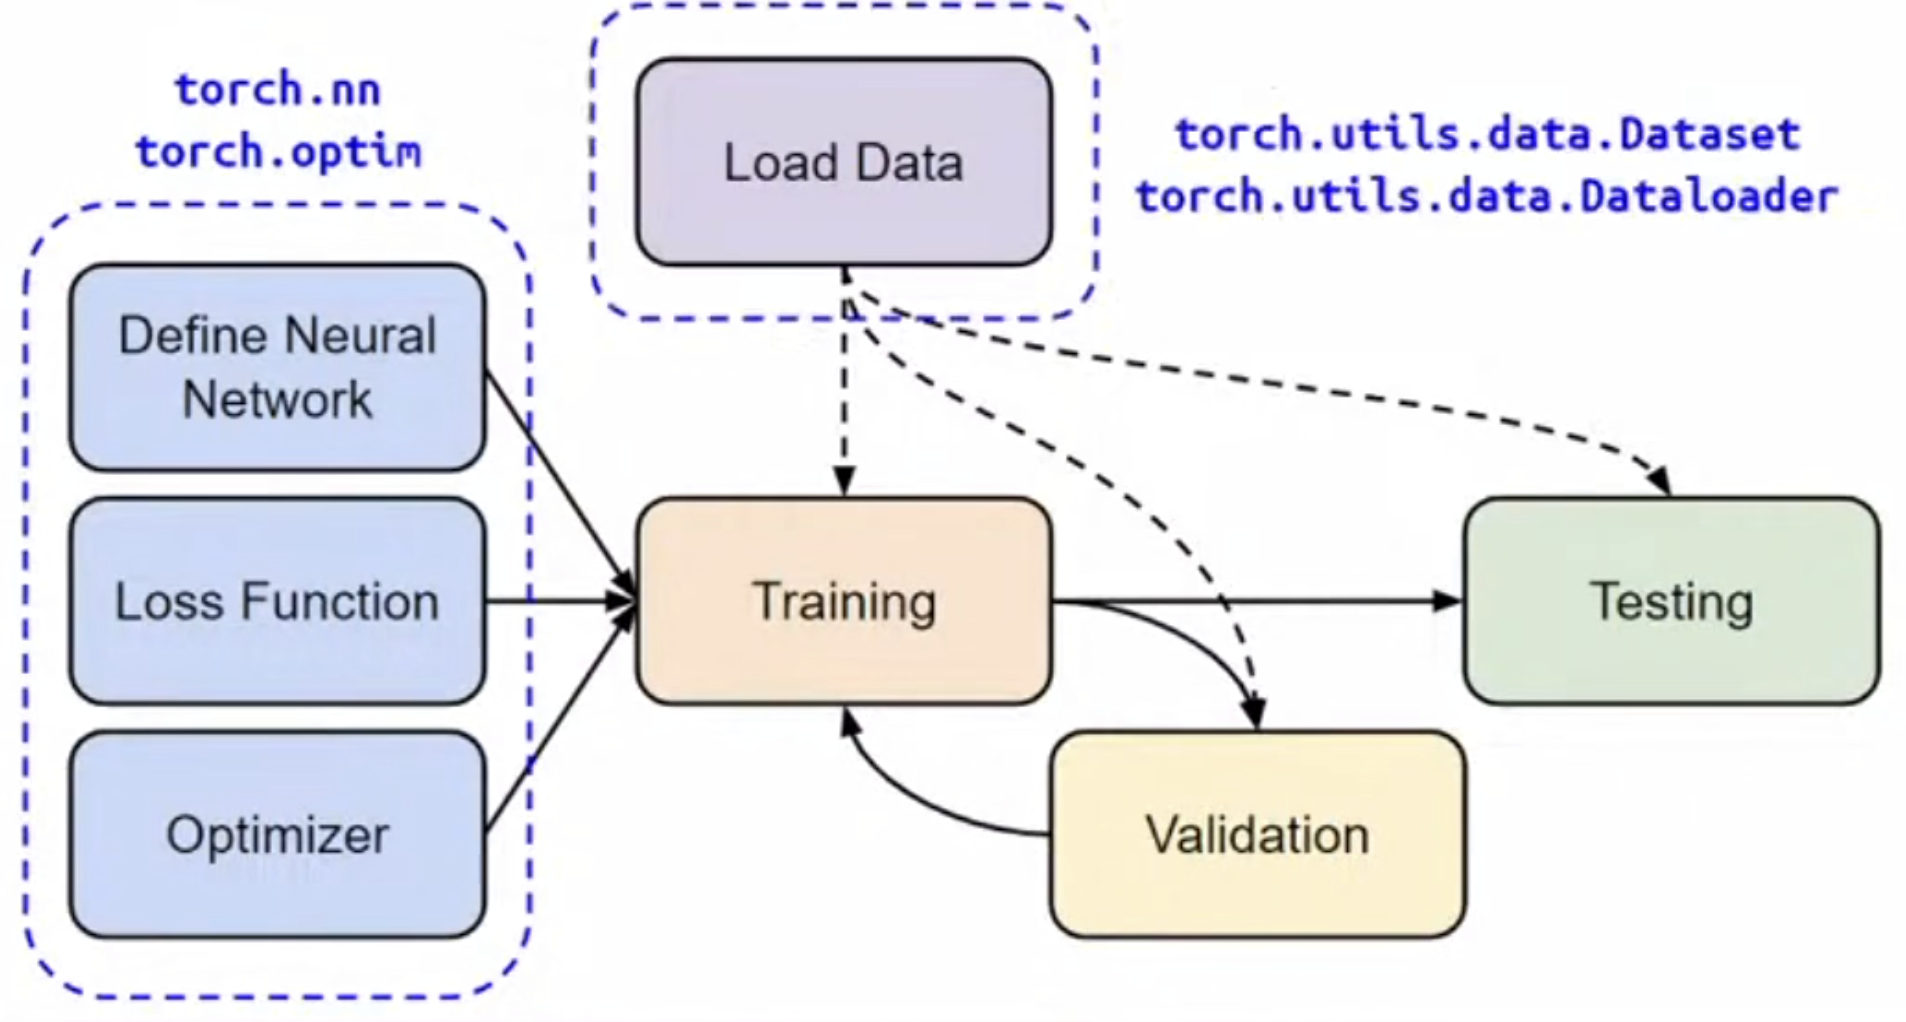 torch.nn
torch.optim
Load Data
torch.utils.data.Dataset
torch.utils.data.Dataloader
Define Neural
Network
Loss Function
Optimizer
Training
Testing
Validation